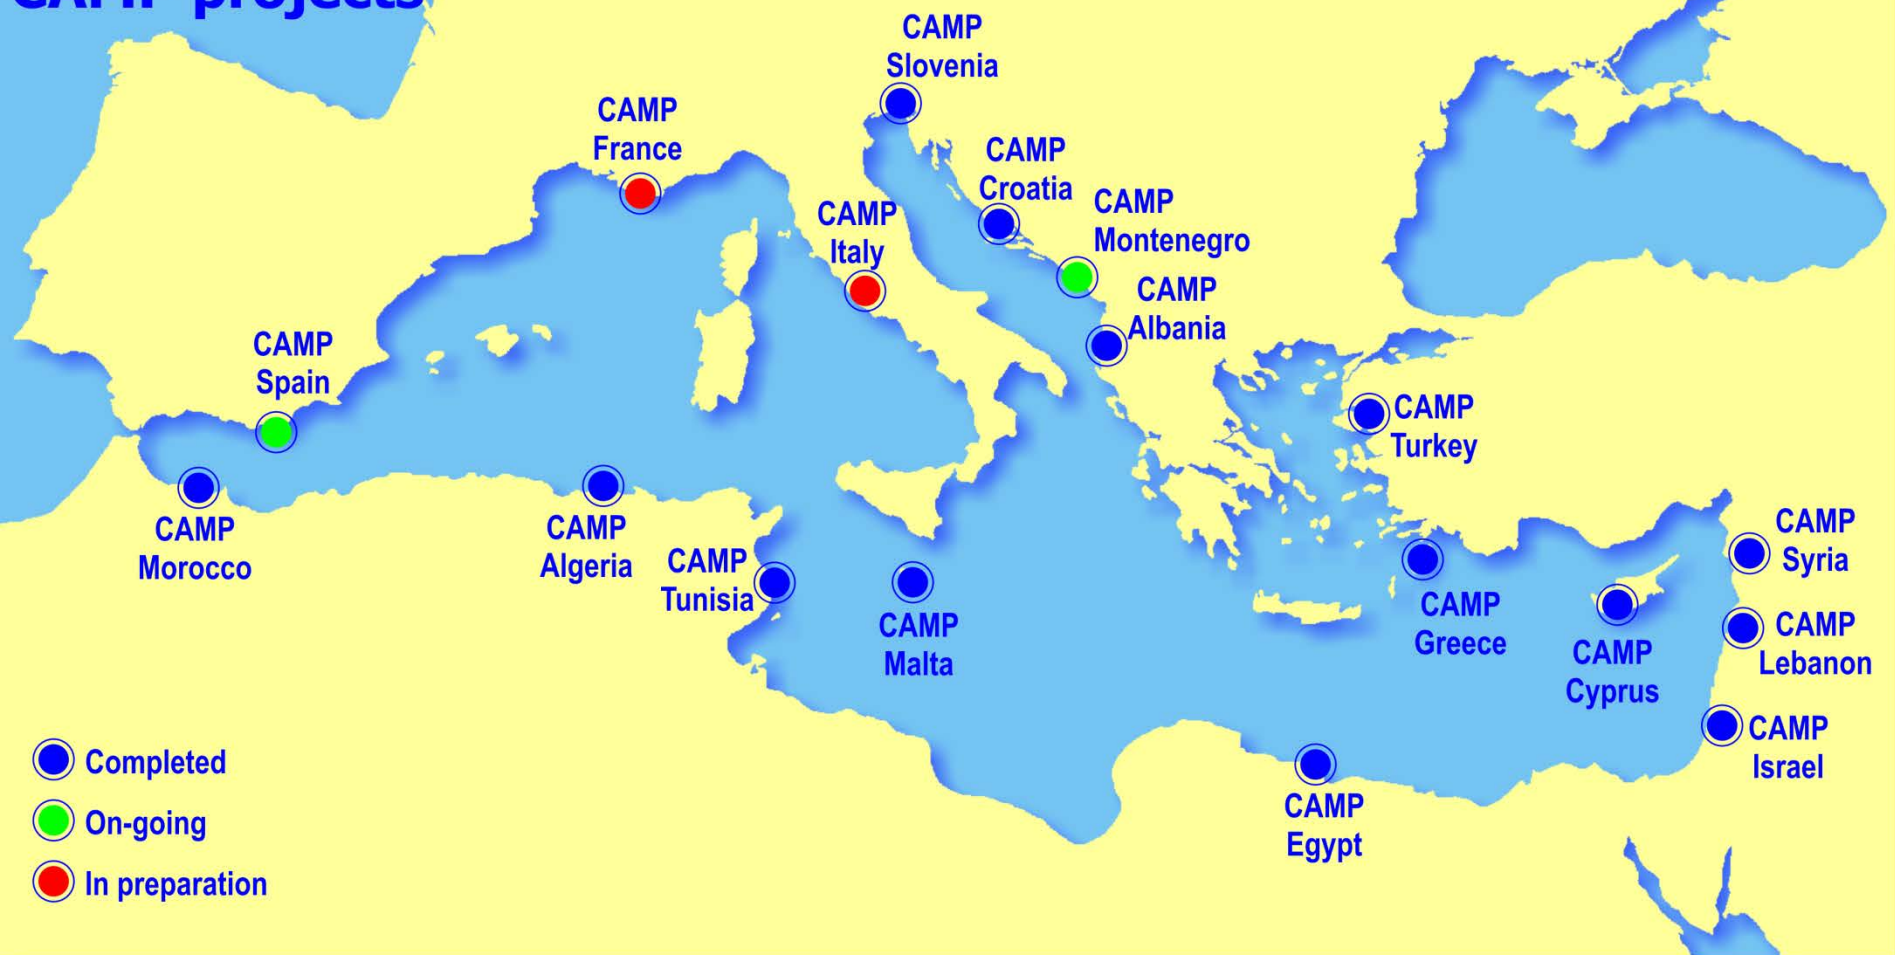 CAMP projects
CAMP
Slovenia
CAMP
France
CAMP
Croatia
CAMP
Montenegro
CAMP
Italy
CAMP
Albania
CAMP
Spain
CAMP
Turkey
CAMP
Morocco
CAMP
Algeria
CAMP
Tunisia
CAMP
Malta
CAMP
Greece
CAMP
Cyprus
CAMP
Syria
CAMP
Lebanon
CAMP
Israel
CAMP
Egypt
Completed
On-going
In preparation